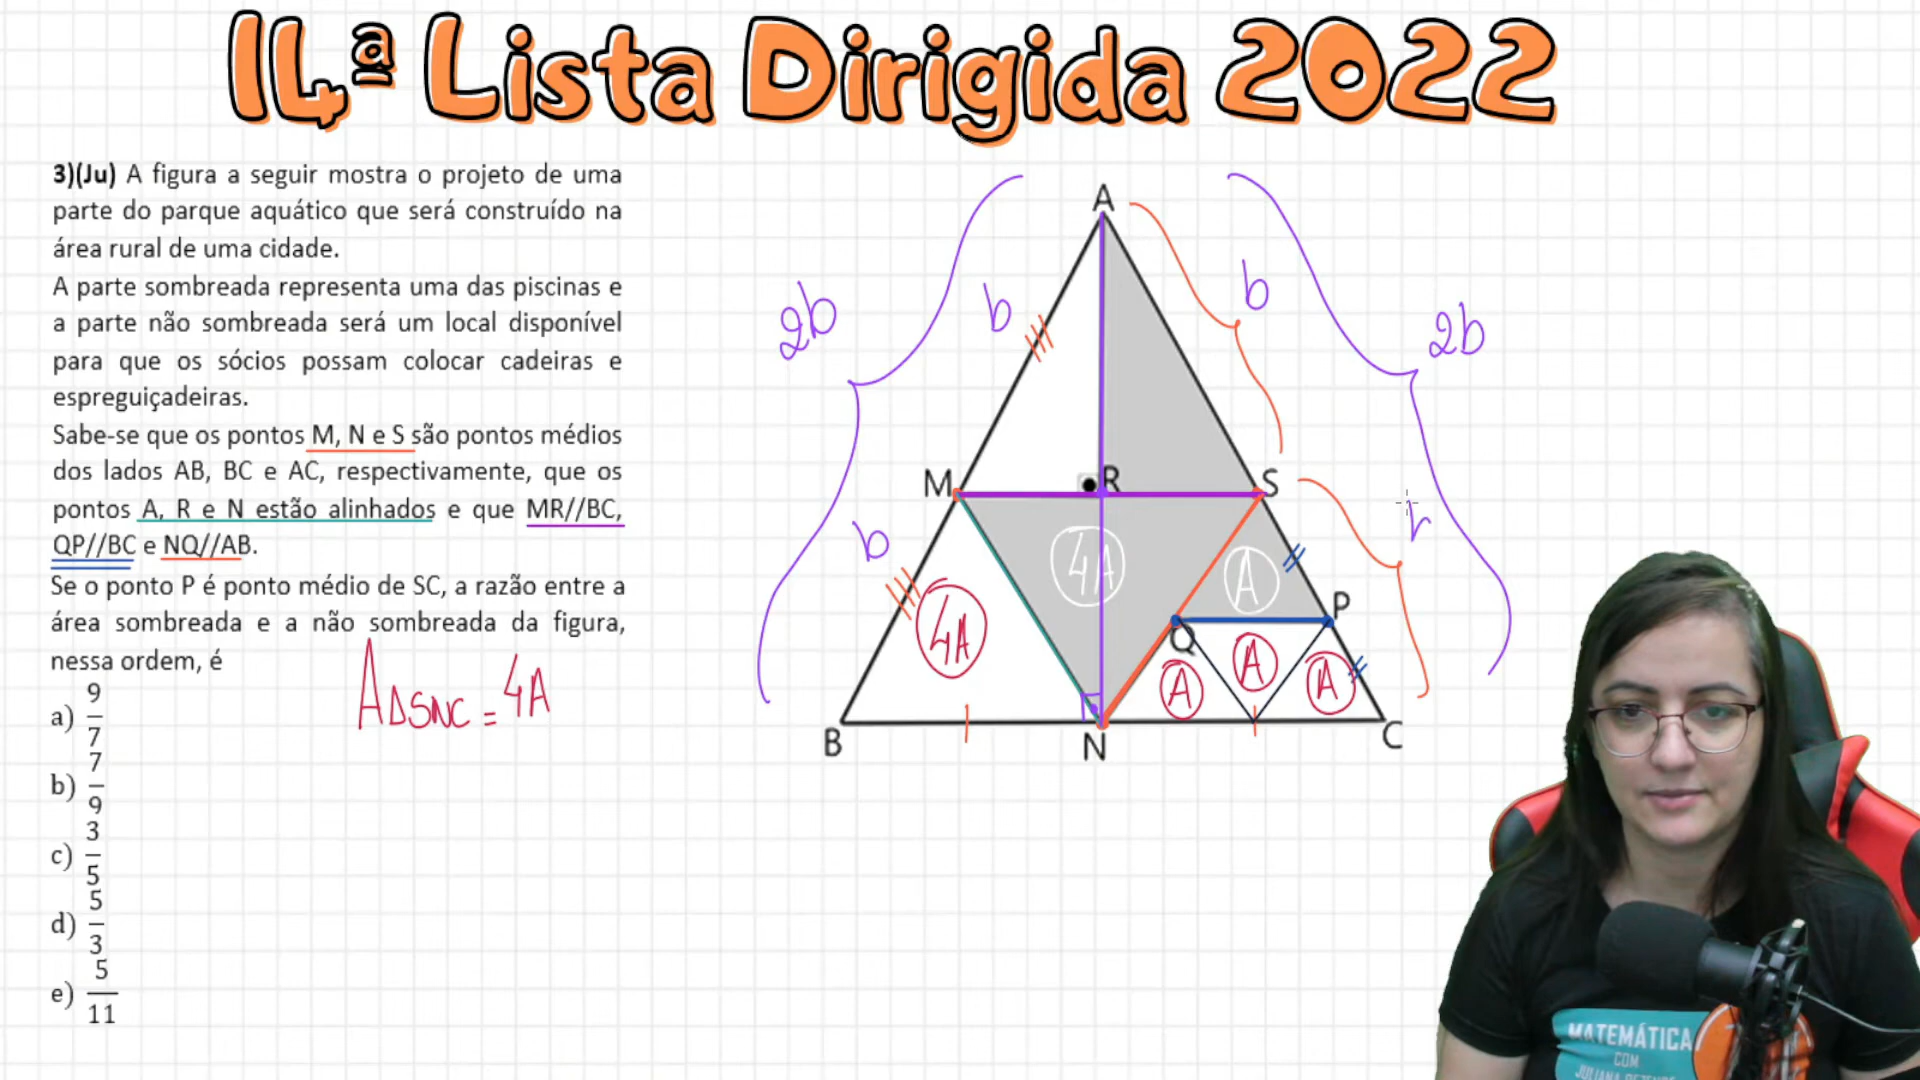 14ª Lista Dirigida 2022
3)(Ju) A figura a seguir mostra o projeto de uma
parte do parque aquático que será construído na
área rural de uma cidade.
A parte sombreada representa uma das piscinas e
a parte não sombreada será um local disponível
para que os sócios possam colocar cadeiras e
espreguiçadeiras.
Sabe-se que os pontos M, N e S são pontos médios
dos lados AB, BC e AC, respectivamente, que os
pontos A, R e N estão alinhados e que MR//BC,
QP//BC e NQ//AB.
Se o ponto P é ponto médio de SC, a razão entre a
área sombreada e a não sombreada da figura,
nessa ordem, é
a) 9/7
b) 7/9
c) 3/5
d) 5/3
e) 5/11
AΔSNC = 4A
A
2b
b
b
2b
M
R
S
b
4A
A
4A
P
Q
A
A
A
B
N
C
MATEMÁTICA
COM